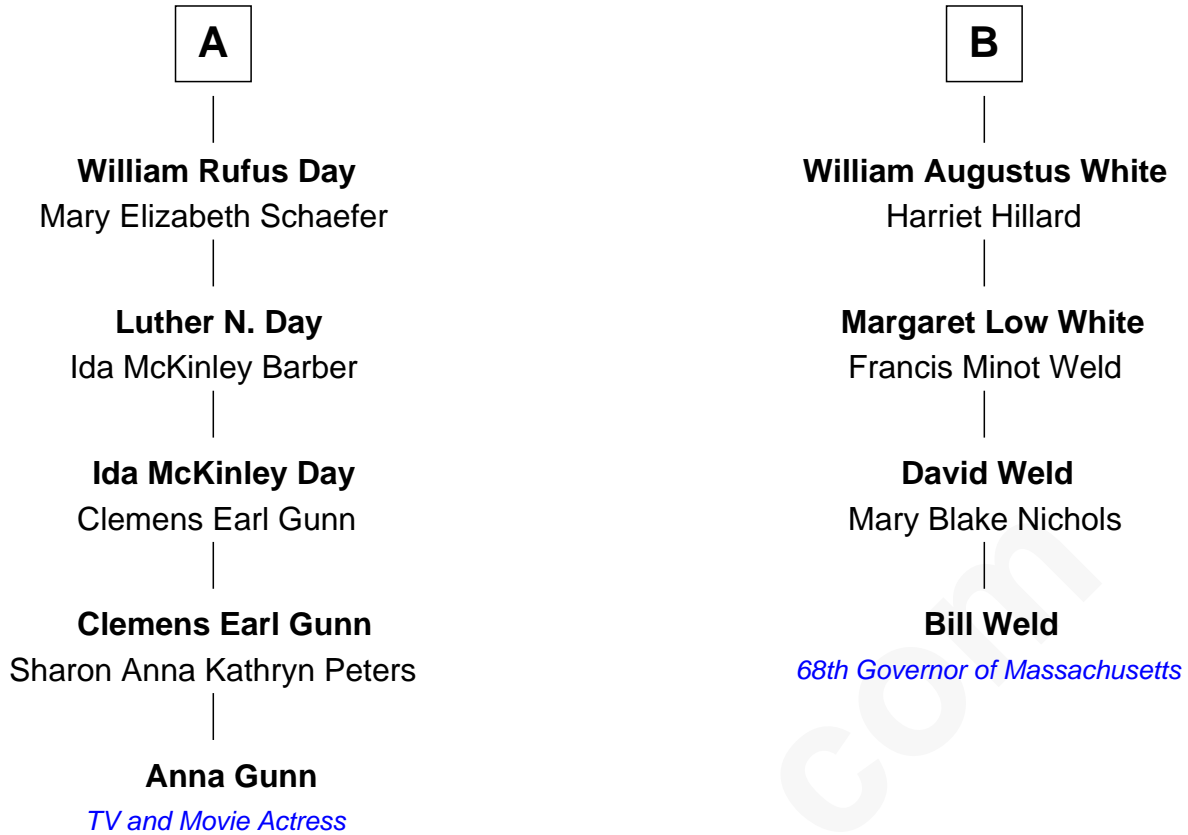 A
William Rufus Day
Mary Elizabeth Schaefer
Luther N. Day
Ida McKinley Barber
Ida McKinley Day
Clemens Earl Gunn
Clemens Earl Gunn
Sharon Anna Kathryn Peters
Anna Gunn
TV and Movie Actress
B
William Augustus White
Harriet Hillard
Margaret Low White
Francis Minot Weld
David Weld
Mary Blake Nichols
Bill Weld
68th Governor of Massachusetts
com